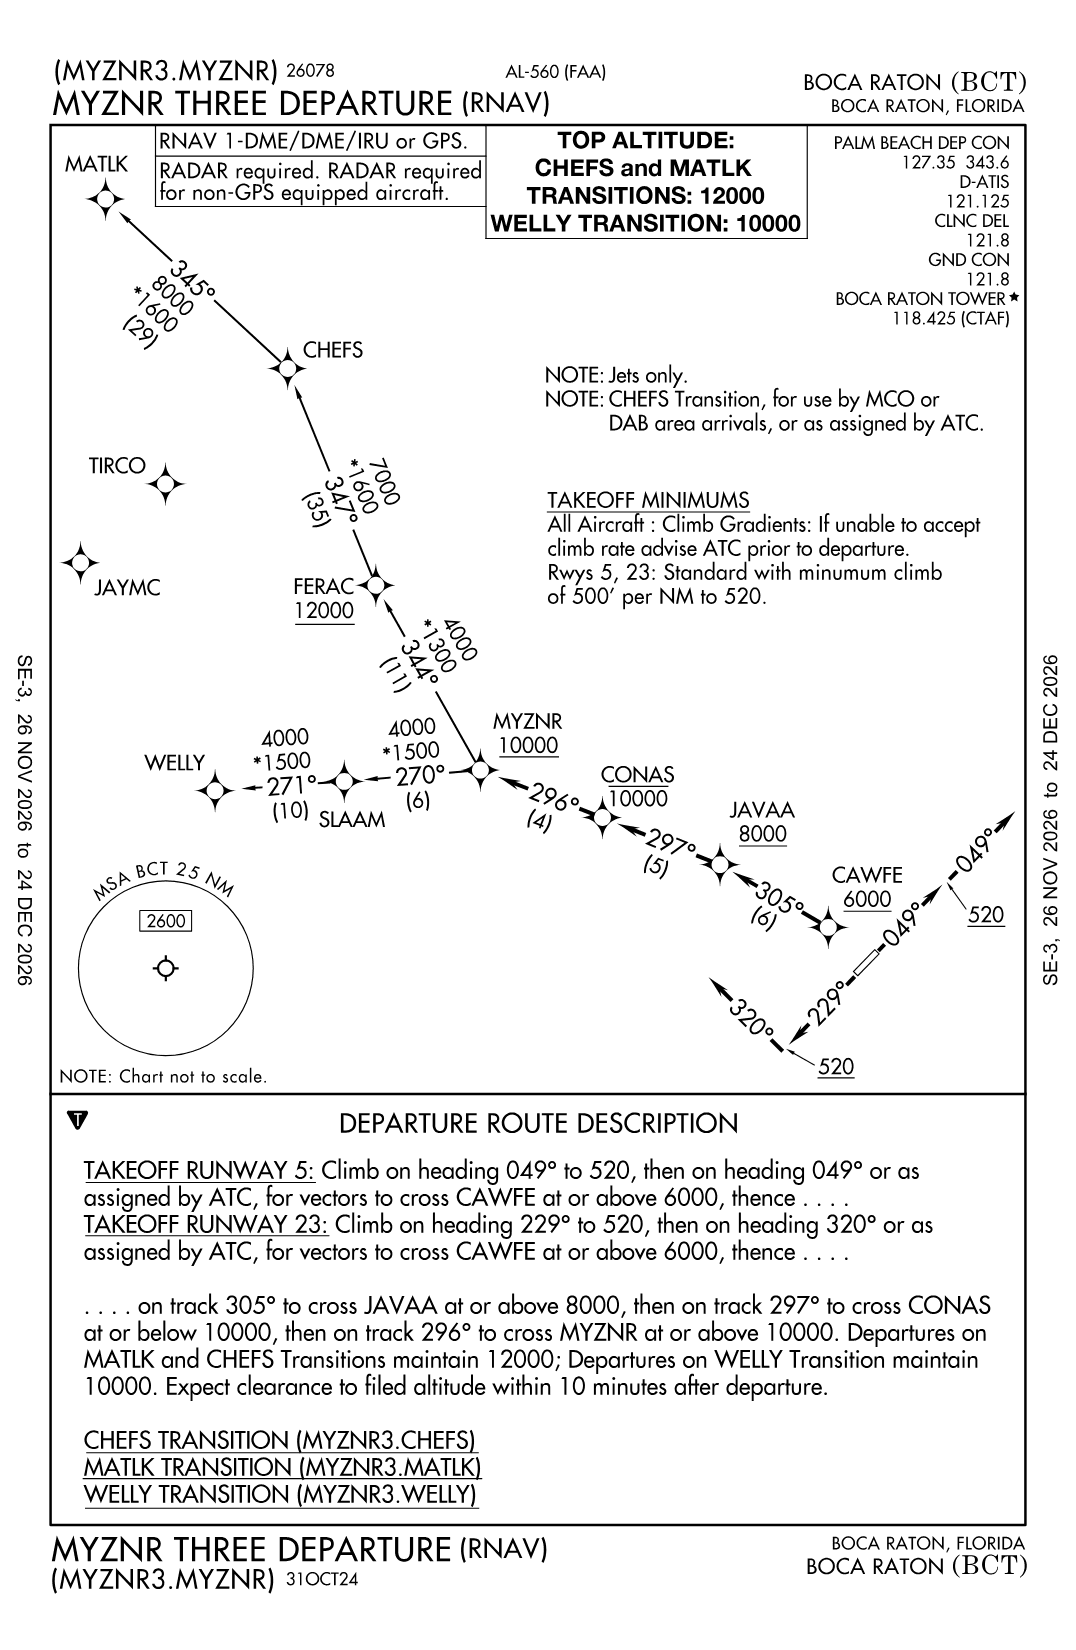 (MYZNR3.MYZNR) 26078
AL-560 (FAA)
BOCA RATON (BCT)
MYZNR THREE DEPARTURE (RNAV)
BOCA RATON, FLORIDA
RNAV 1-DME/DME/IRU or GPS.
RADAR required. RADAR required
for non-GPS equipped aircraft.
TOP ALTITUDE:
CHEFS and MATLK
TRANSITIONS: 12000
WELLY TRANSITION: 10000
PALM BEACH DEP CON
127.35 343.6
D-ATIS
121.125
CLNC DEL
121.8
GND CON
121.8
BOCA RATON TOWER★
118.425 (CTAF)
MATLK
345°
8000
*1600
(29)
CHEFS
NOTE: Jets only.
NOTE: CHEFS Transition, for use by MCO or
DAB area arrivals, or as assigned by ATC.
TIRCO
7000
*1600
347°
(35)
TAKEOFF MINIMUMS
All Aircraft : Climb Gradients: If unable to accept
climb rate advise ATC prior to departure.
Rwys 5, 23: Standard with minumum climb
of 500' per NM to 520.
JAYMC
FERAC
12000
4000
*1300
344°
(11)
MYZNR
10000
4000
*1500
270°
(6)
WELLY
4000
*1500
271°
(10)
SLAAM
296°
(4)
CONAS
10000
297°
(5)
JAVAA
8000
305°
(6)
CAWFE
6000
049°
520
049°
229°
320°
520
MSA BCT 25 NM
2600
NOTE: Chart not to scale.
SE-3, 26 NOV 2026 to 24 DEC 2026
SE-3, 26 NOV 2026 to 24 DEC 2026
T
DEPARTURE ROUTE DESCRIPTION
TAKEOFF RUNWAY 5: Climb on heading 049° to 520, then on heading 049° or as
assigned by ATC, for vectors to cross CAWFE at or above 6000, thence . . . .
TAKEOFF RUNWAY 23: Climb on heading 229° to 520, then on heading 320° or as
assigned by ATC, for vectors to cross CAWFE at or above 6000, thence . . . .
. . . . on track 305° to cross JAVAA at or above 8000, then on track 297° to cross CONAS
at or below 10000, then on track 296° to cross MYZNR at or above 10000. Departures on
MATLK and CHEFS Transitions maintain 12000; Departures on WELLY Transition maintain
10000. Expect clearance to filed altitude within 10 minutes after departure.
CHEFS TRANSITION (MYZNR3.CHEFS)
MATLK TRANSITION (MYZNR3.MATLK)
WELLY TRANSITION (MYZNR3.WELLY)
MYZNR THREE DEPARTURE (RNAV)
BOCA RATON, FLORIDA
(MYZNR3.MYZNR) 31OCT24
BOCA RATON (BCT)